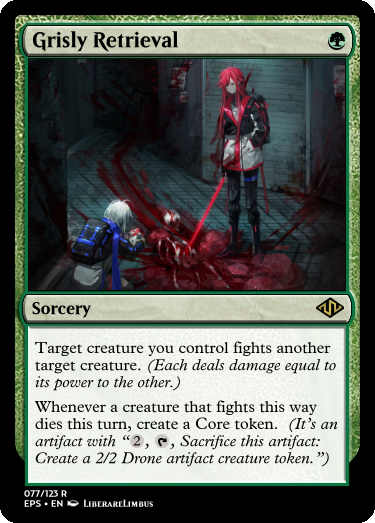 Grisly Retrieval
Sorcery
Target creature you control fights another
target creature. (Each deals damage equal to
its power to the other.)
Whenever a creature that fights this way
dies this turn, create a Core token. (It's an
artifact with “2, T, Sacrifice this artifact:
Create a 2/2 Drone artifact creature token.”)
077/123 R
EPS • EN LiberareLimbus